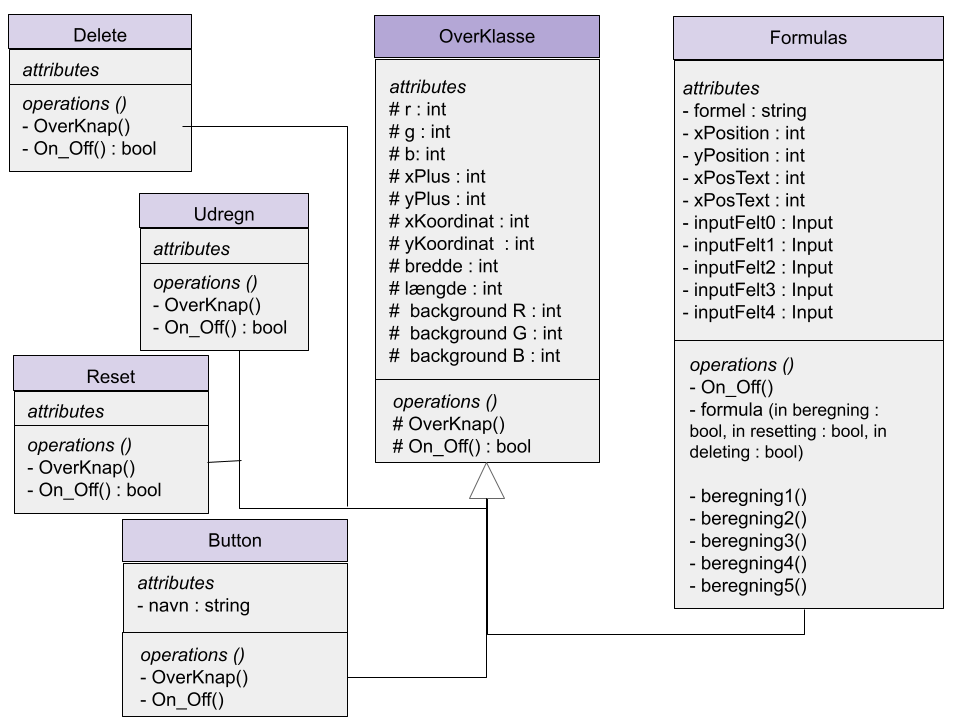 Delete
attributes
operations ()
- OverKnap()
- On_Off() : bool
Udregn
attributes
operations ()
- OverKnap()
- On_Off() : bool
Reset
attributes
operations ()
- OverKnap()
- On_Off() : bool
Button
attributes
- navn : string
operations ()
- OverKnap()
- On_Off()
OverKlasse
attributes
# r : int
# g : int
# b: int
# xPlus : int
# yPlus : int
# xKoordinat : int
# yKoordinat : int
# bredde : int
# længde : int
# background R : int
# background G : int
# background B : int
operations ()
# OverKnap()
# On_Off() : bool
Formulas
attributes
- formel : string
- xPosition : int
- yPosition : int
- xPosText : int
- xPosText : int
- inputFelt0 : Input
- inputFelt1 : Input
- inputFelt2 : Input
- inputFelt3 : Input
- inputFelt4 : Input
operations ()
- On_Off()
- formula (in beregning :
bool, in resetting : bool, in
deleting : bool)
- beregning1()
- beregning2()
- beregning3()
- beregning4()
- beregning5()